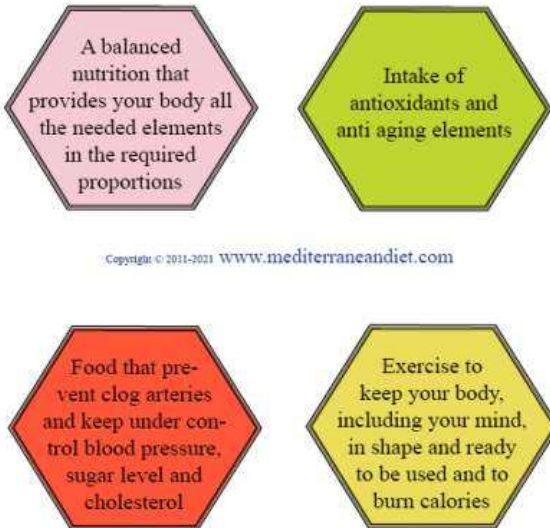 A balanced
nutrition that
provides your body all
the needed elements
in the required
proportions
Intake of
antioxidants and
anti aging elements
Copyright © 2011-2021 www.mediterraneandiet.com
Food that pre-
vent clog arteries
and keep under con-
trol blood pressure,
sugar level and
cholesterol
Exercise to
keep your body,
including your mind,
in shape and ready
to be used and to
burn calories